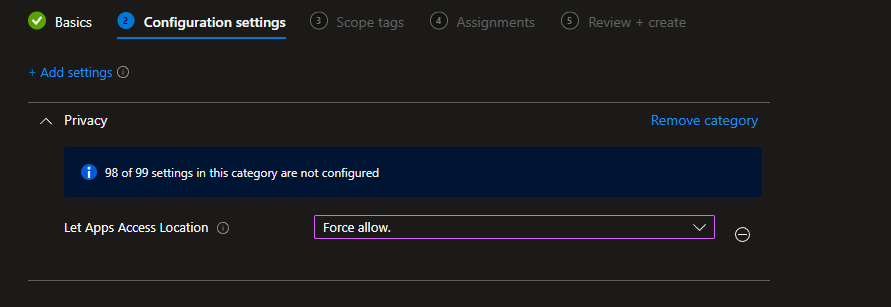 Basics 2 Configuration settings 3 Scope tags 4 Assignments 5 Review + create
+ Add settings
Privacy Remove category
98 of 99 settings in this category are not configured
Let Apps Access Location Force allow.